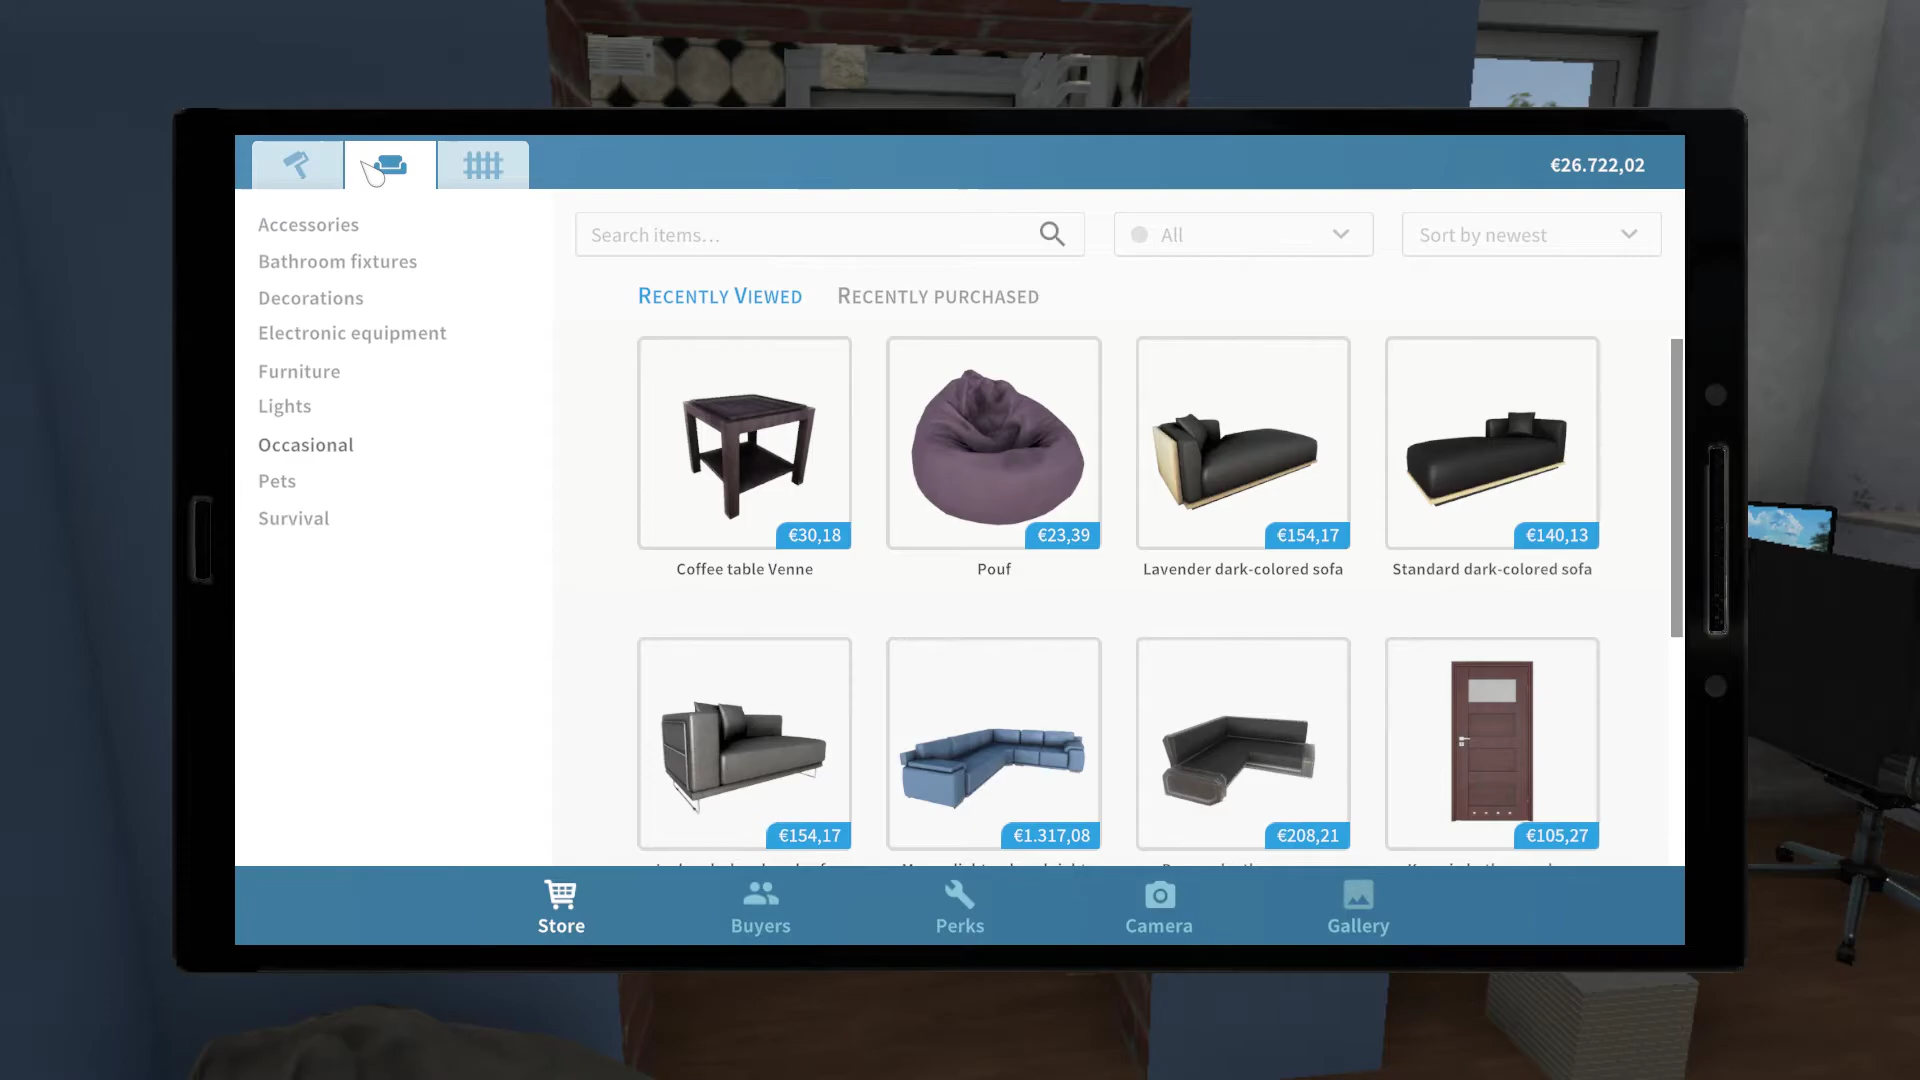 €26.722,02
Accessories
Bathroom fixtures
Decorations
Electronic equipment
Furniture
Lights
Occasional
Pets
Survival
Search items...
All
Sort by newest
RECENTLY VIEWED
RECENTLY PURCHASED
€30,18
€23,39
€154,17
€140,13
Coffee table Venne
Pouf
Lavender dark-colored sofa
Standard dark-colored sofa
€154,17
€1.317,08
€208,21
€105,27
Store
Buyers
Perks
Camera
Gallery